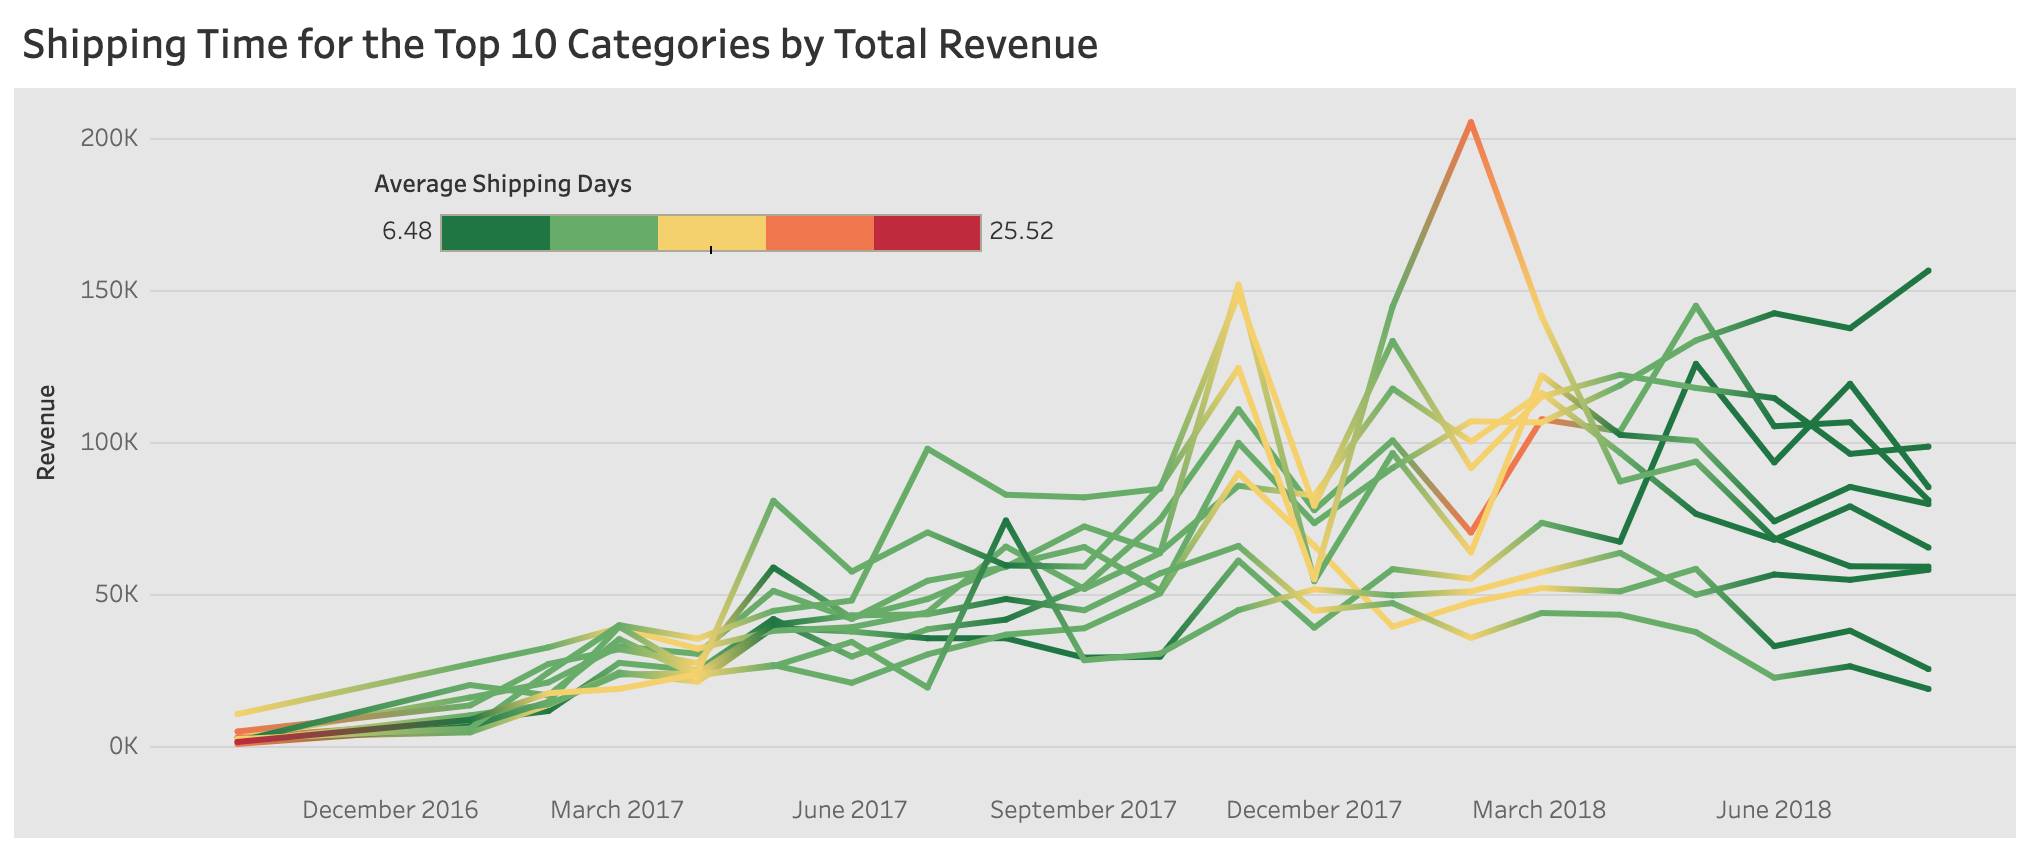 Shipping Time for the Top 10 Categories by Total Revenue
200K
Average Shipping Days
6.48 25.52
150K
100K
Revenue
50K
0K
December 2016 March 2017 June 2017 September 2017 December 2017 March 2018 June 2018